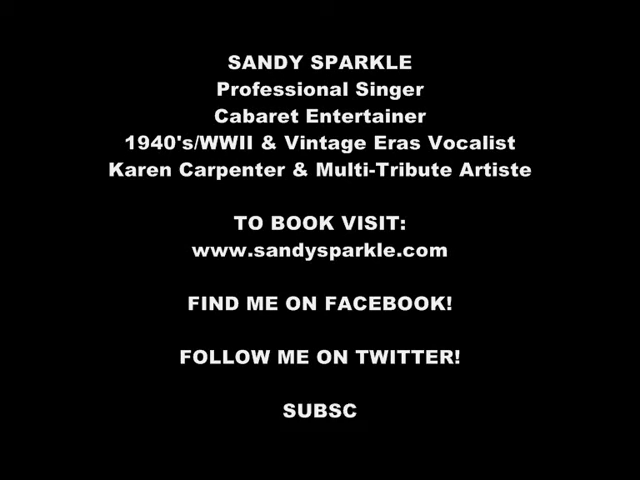 SANDY SPARKLE
Professional Singer
Cabaret Entertainer
1940's/WWII & Vintage Eras Vocalist
Karen Carpenter & Multi-Tribute Artiste
TO BOOK VISIT:
www.sandysparkle.com
FIND ME ON FACEBOOK!
FOLLOW ME ON TWITTER!
SUBSC